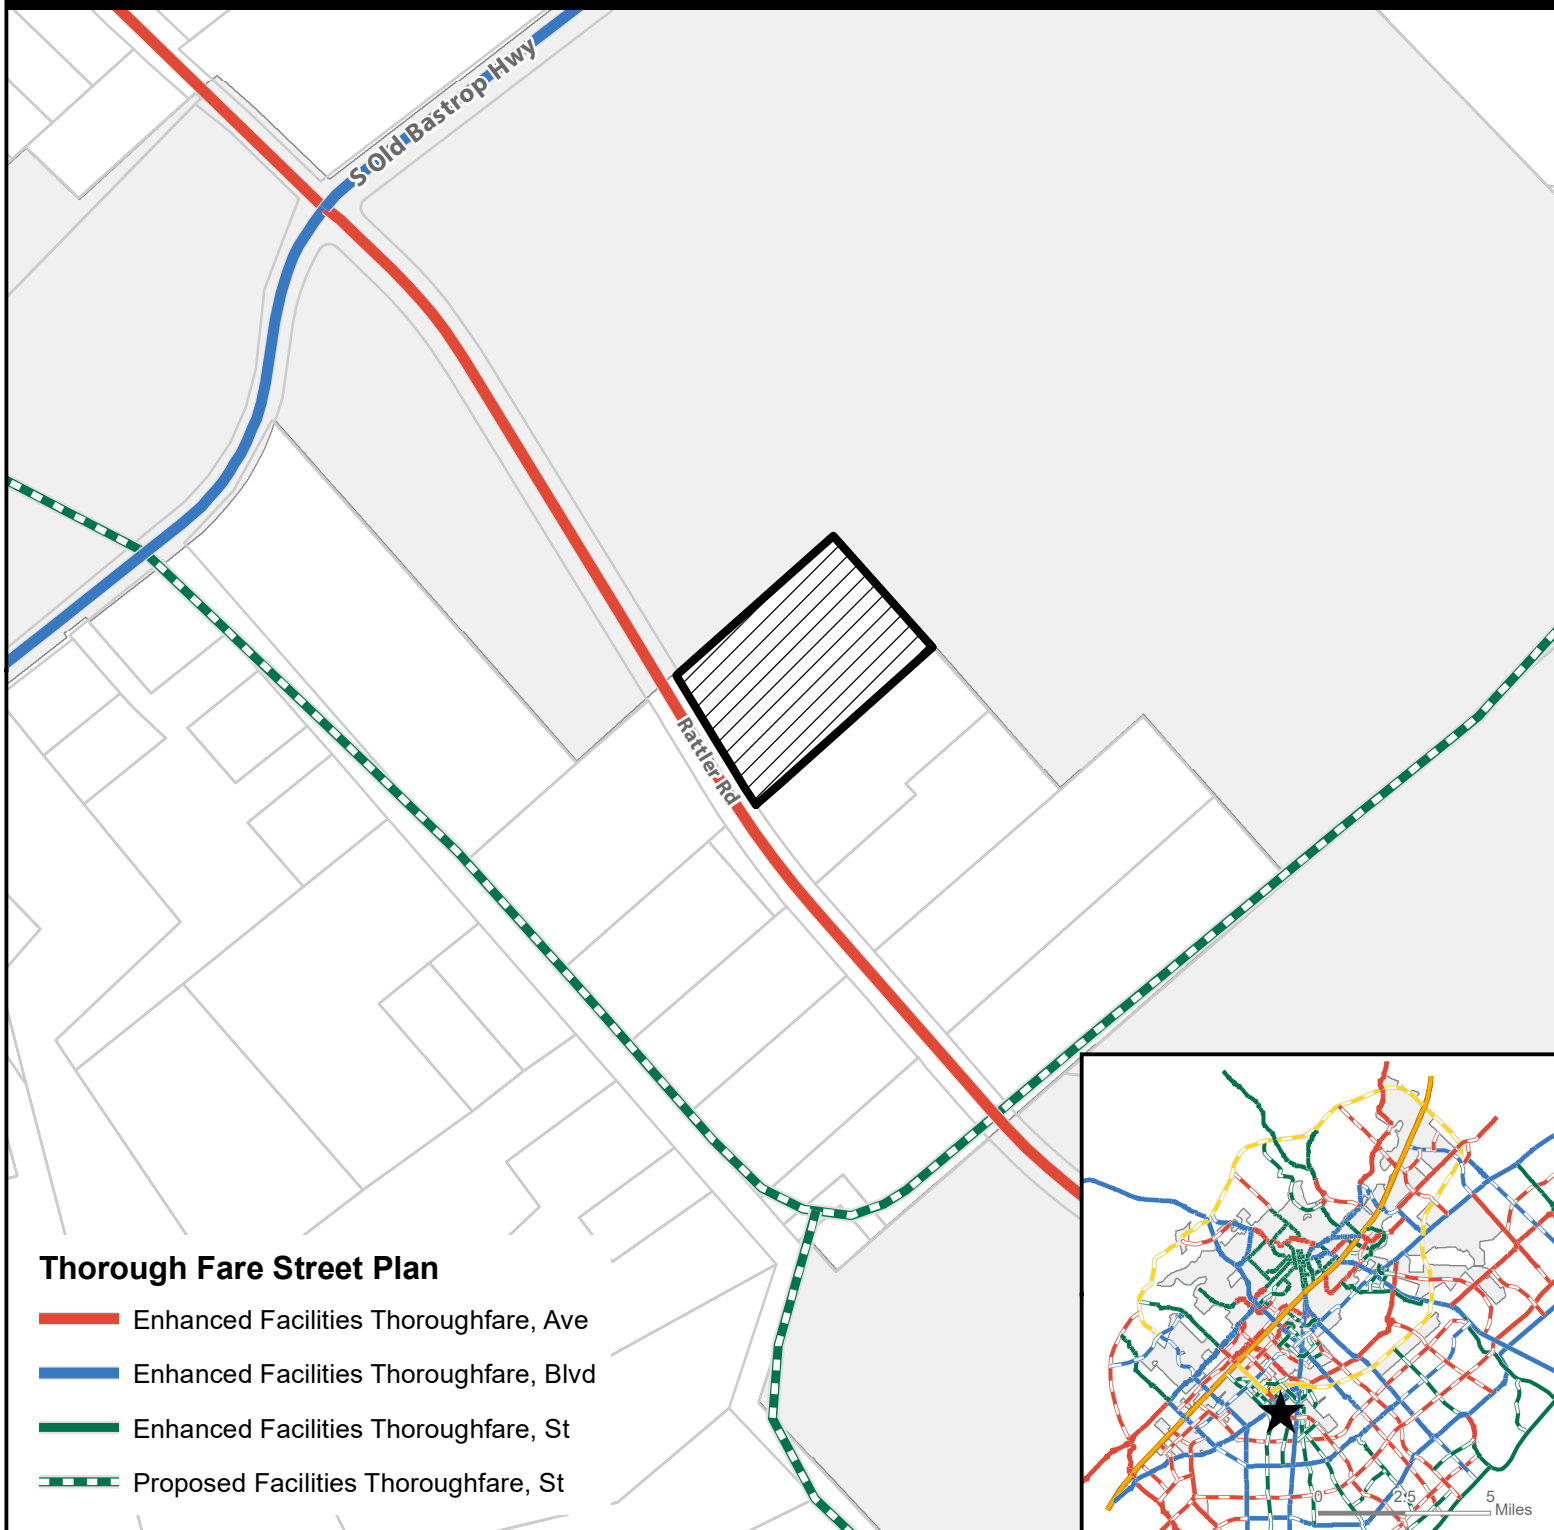 S Old Bastrop Hwy
Rattler Rd
Thorough Fare Street Plan
Enhanced Facilities Thoroughfare, Ave
Enhanced Facilities Thoroughfare, Blvd
Enhanced Facilities Thoroughfare, St
Proposed Facilities Thoroughfare, St
0 2.5 5
Miles